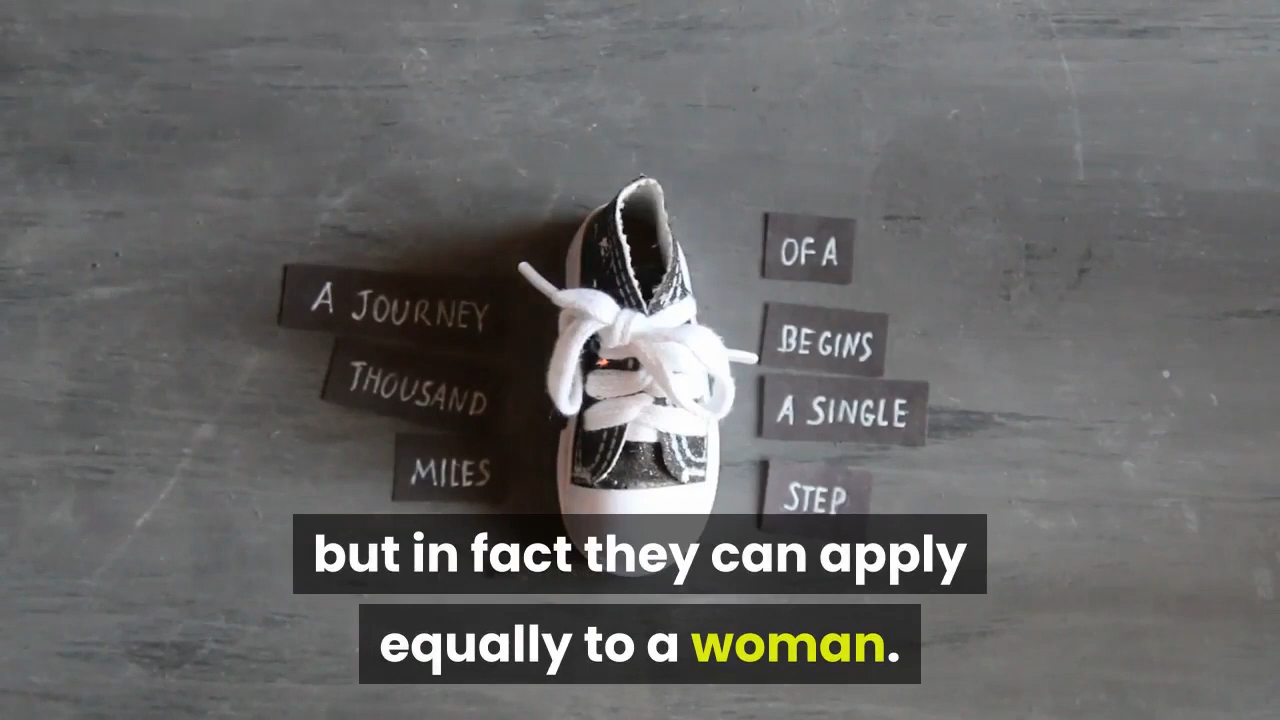 A JOURNEY
THOUSAND
MILES
OF A
BEGINS
A SINGLE
STEP
but in fact they can apply
equally to a woman.